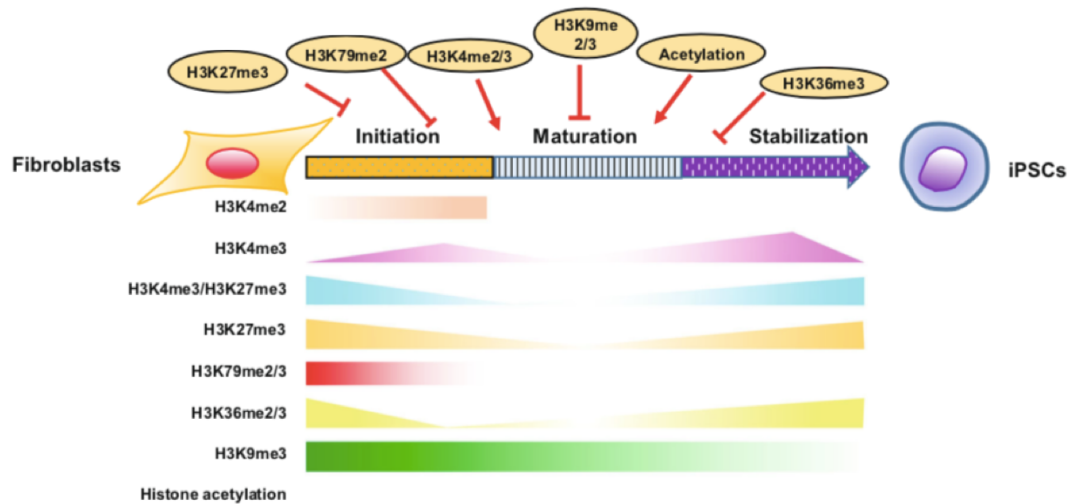 H3K27me3
H3K79me2
H3K4me2/3
H3K9me
2/3
Acetylation
H3K36me3
Initiation
Maturation
Stabilization
Fibroblasts
iPSCs
H3K4me2
H3K4me3
H3K4me3/H3K27me3
H3K27me3
H3K79me2/3
H3K36me2/3
H3K9me3
Histone acetylation